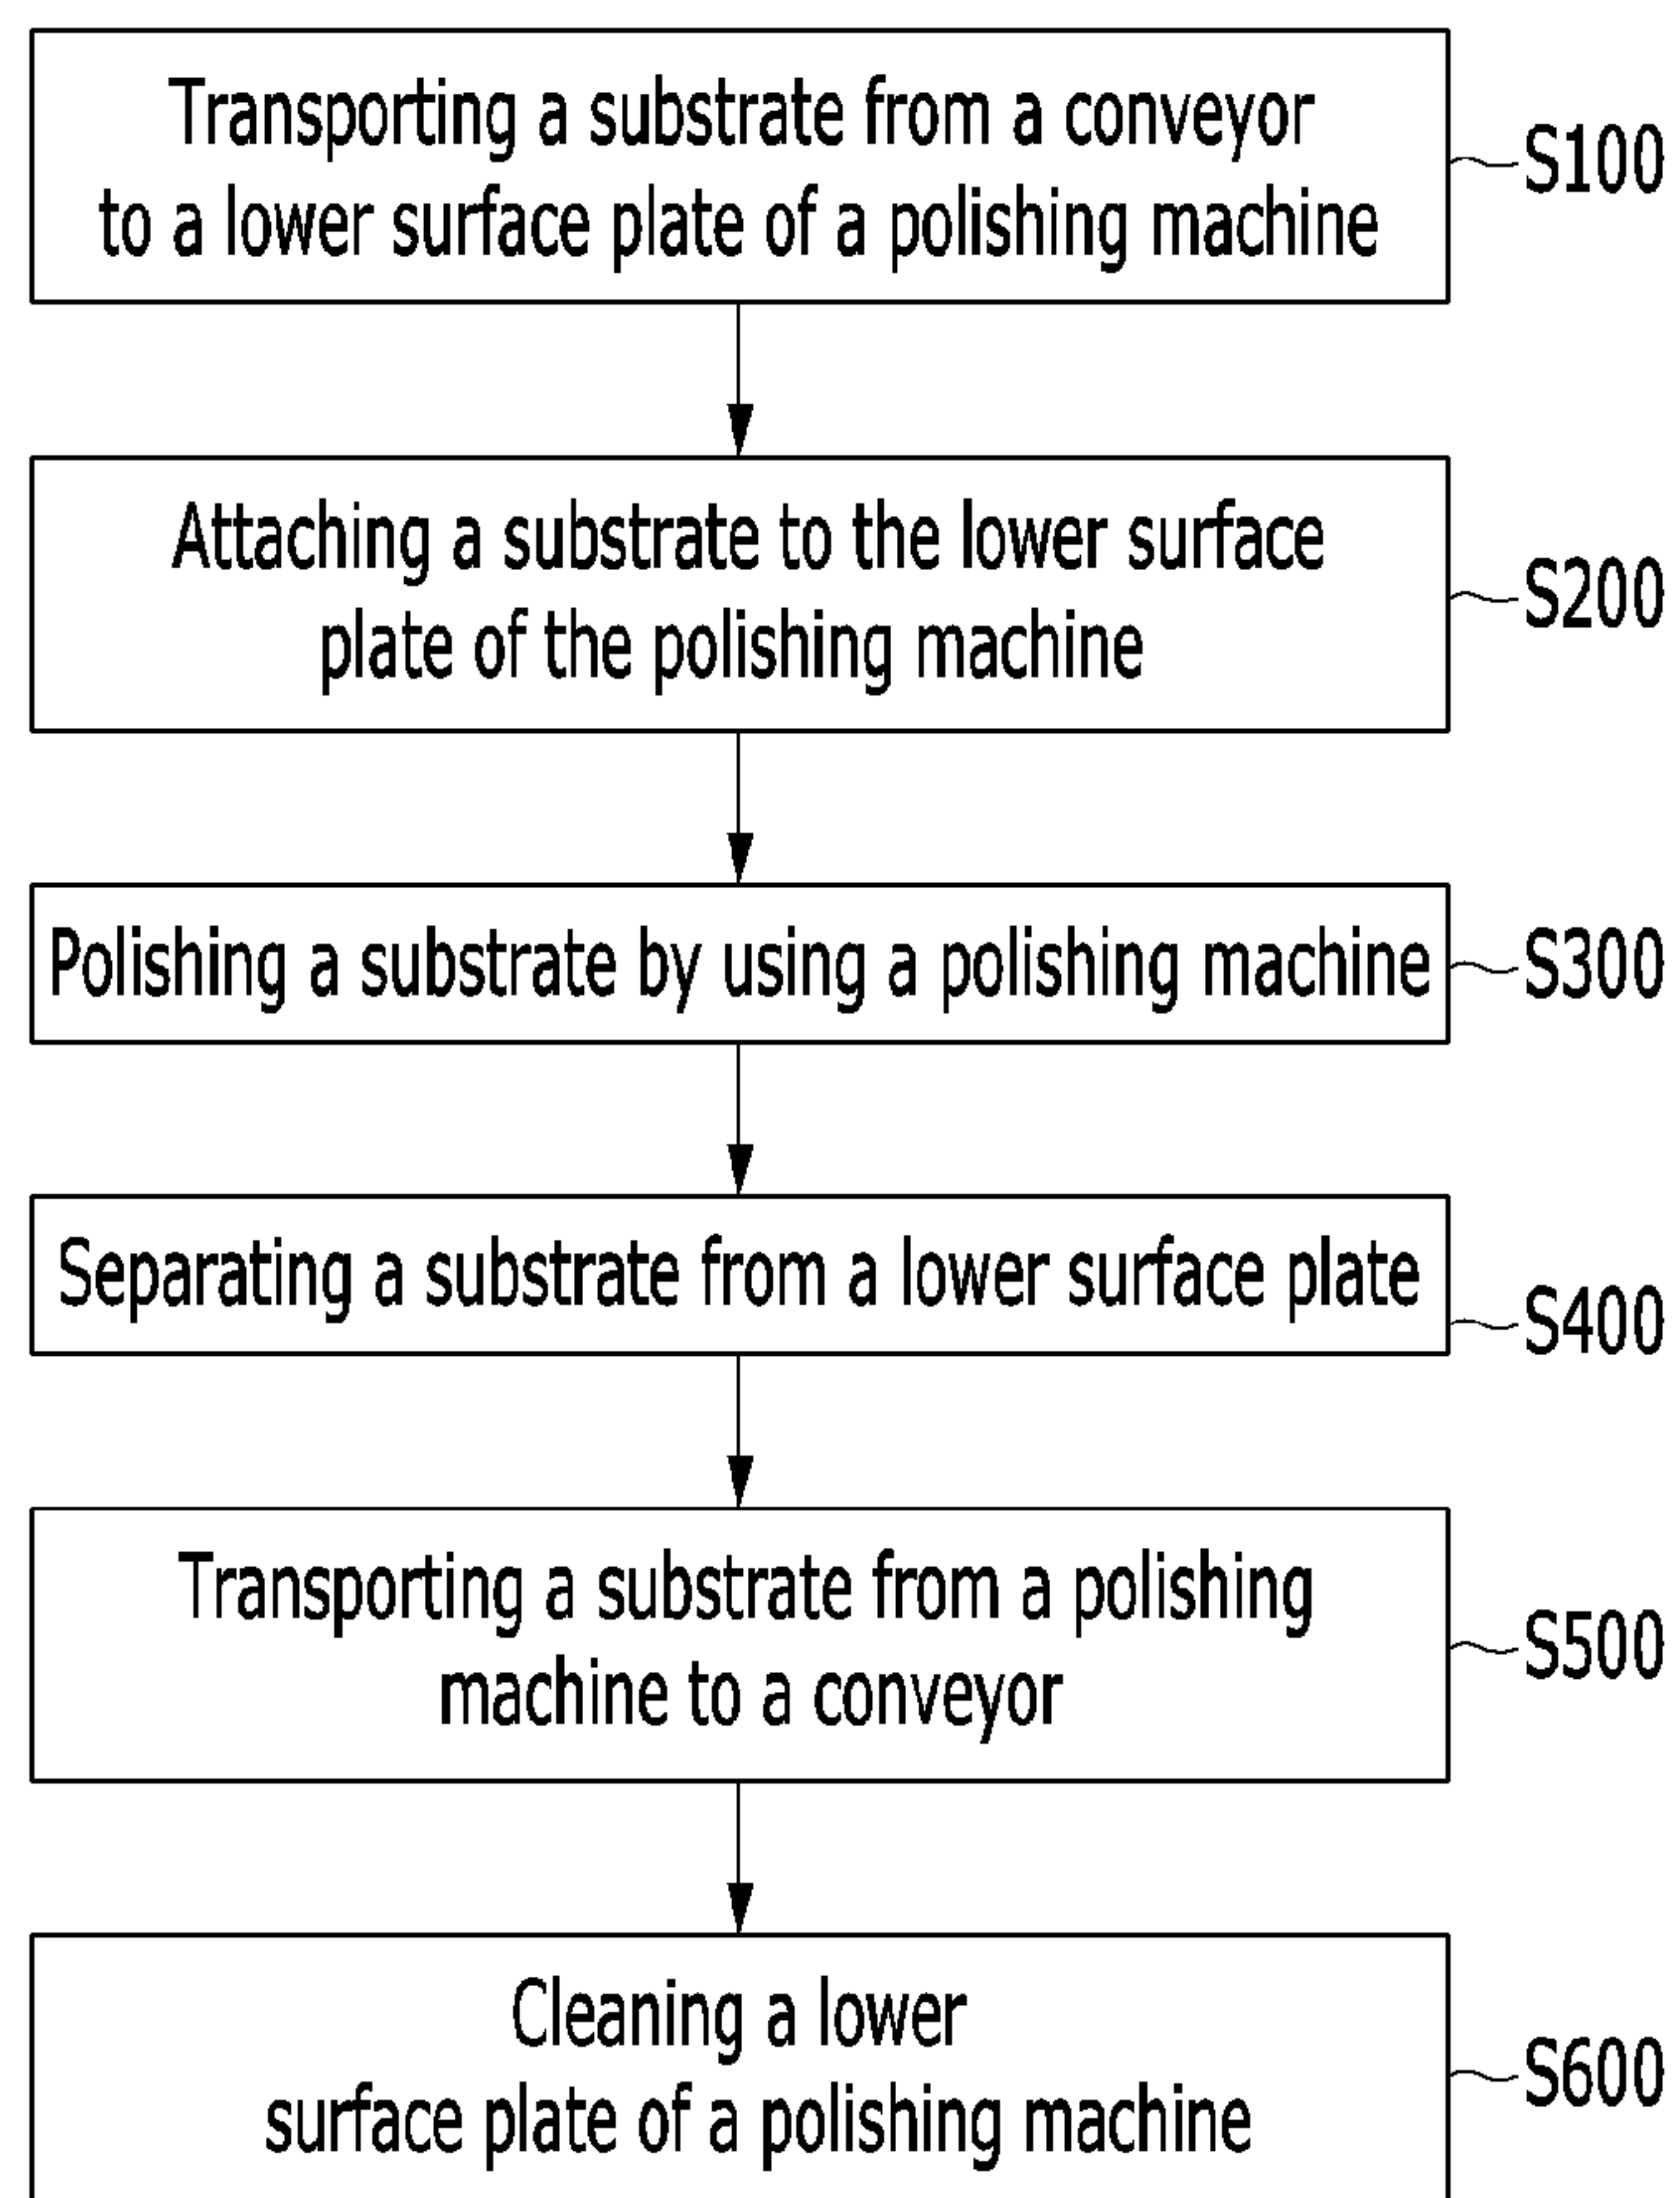 Transporting a substrate from a conveyor
to a lower surface plate of a polishing machine
S100
Attaching a substrate to the lower surface
plate of the polishing machine
S200
Polishing a substrate by using a polishing machine
S300
Separating a substrate from a lower surface plate
S400
Transporting a substrate from a polishing
machine to a conveyor
S500
Cleaning a lower
surface plate of a polishing machine
S600